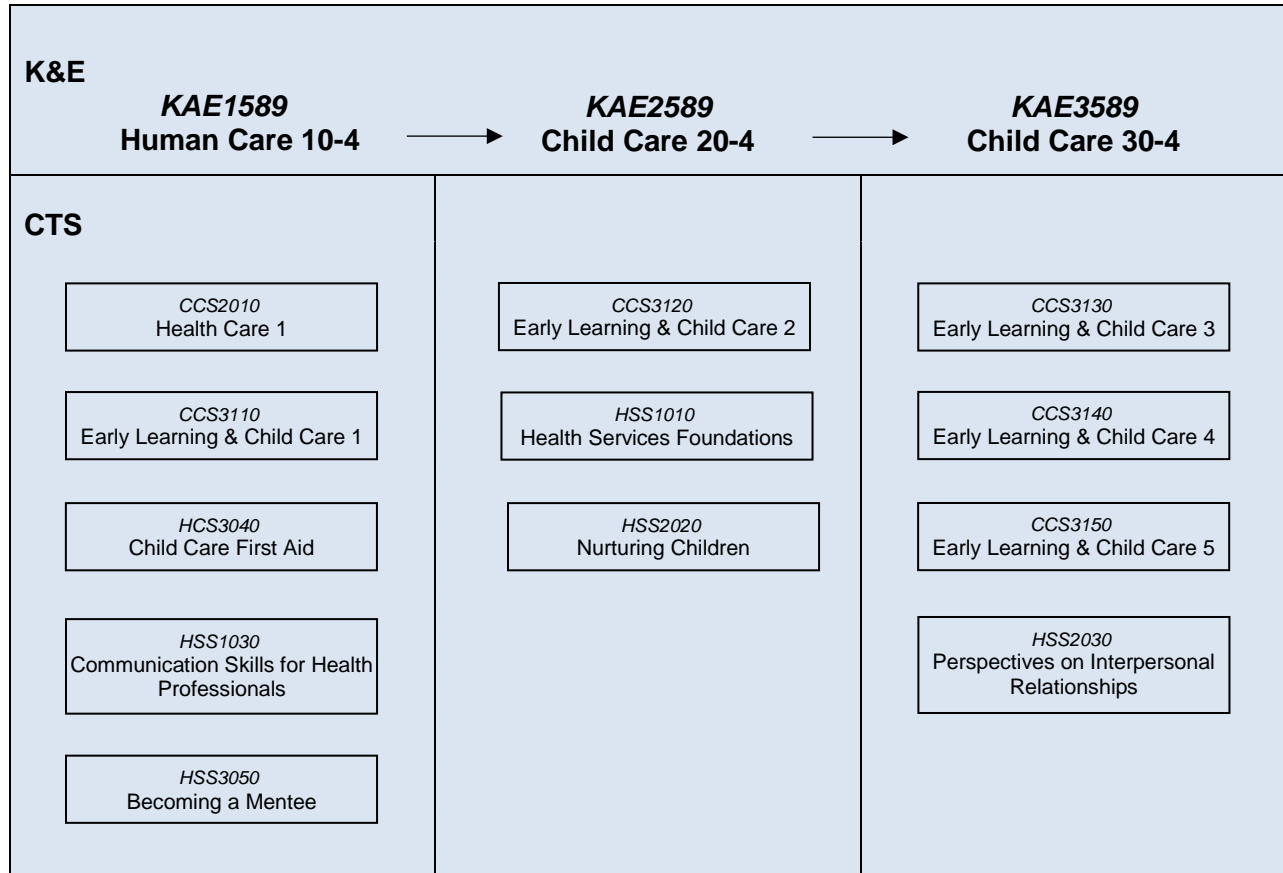 K&E
KAE1589
Human Care 10-4
KAE2589
Child Care 20-4
KAE3589
Child Care 30-4
CTS
CCS2010
Health Care 1
CCS3110
Early Learning & Child Care 1
HCS3040
Child Care First Aid
HSS1030
Communication Skills for Health
Professionals
HSS3050
Becoming a Mentee
CCS3120
Early Learning & Child Care 2
HSS1010
Health Services Foundations
HSS2020
Nurturing Children
CCS3130
Early Learning & Child Care 3
CCS3140
Early Learning & Child Care 4
CCS3150
Early Learning & Child Care 5
HSS2030
Perspectives on Interpersonal
Relationships